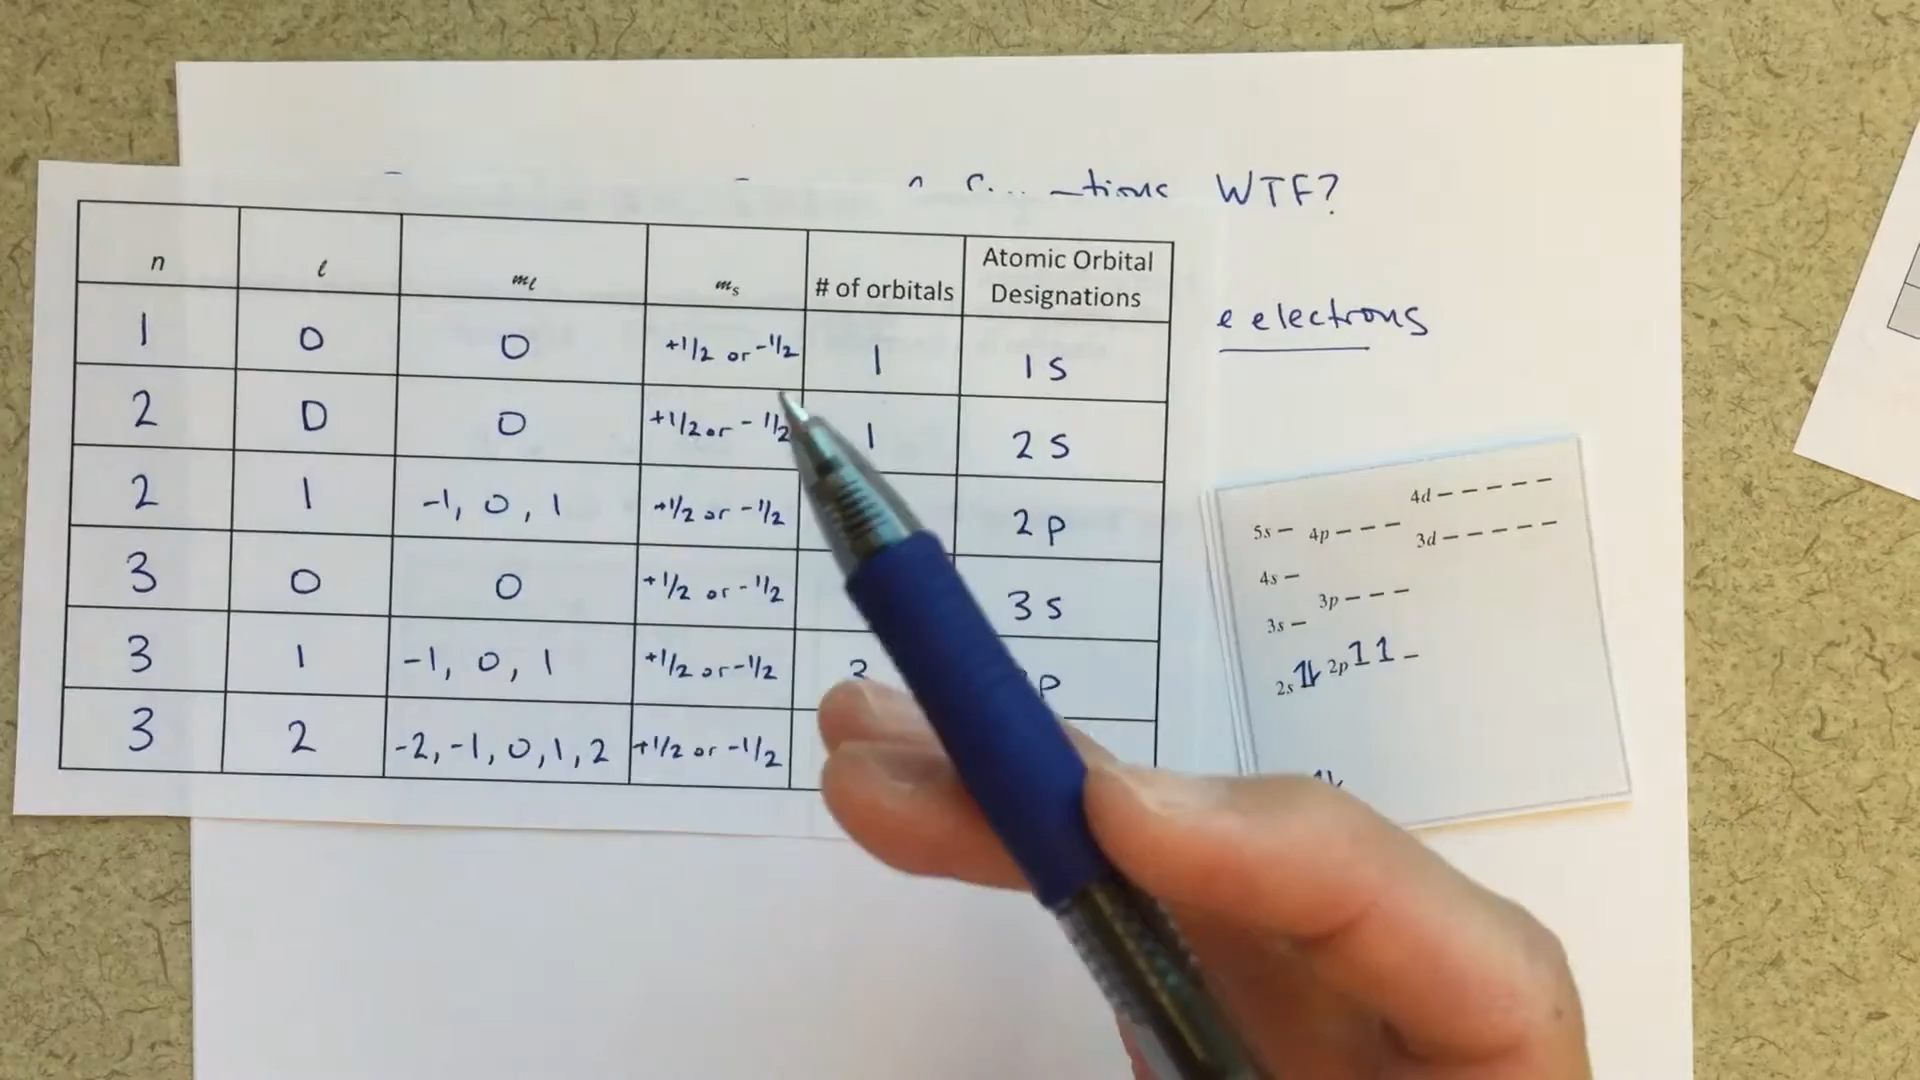 -tions WTF?
n ℓ mℓ ms # of orbitals Atomic Orbital Designations
1 0 0 +1/2 or -1/2 1 1s
2 0 0 +1/2 or - 1/2 1 2s
2 1 -1, 0, 1 +1/2 or -1/2 2p
3 0 0 +1/2 or -1/2 3s
3 1 -1, 0, 1 +1/2 or -1/2 3 p
3 2 -2, -1, 0, 1, 2 +1/2 or -1/2
e electrons
4d – – – – –
5s – 4p – – – 3d – – – – –
4s –
3p – – –
3s –
2s 2p